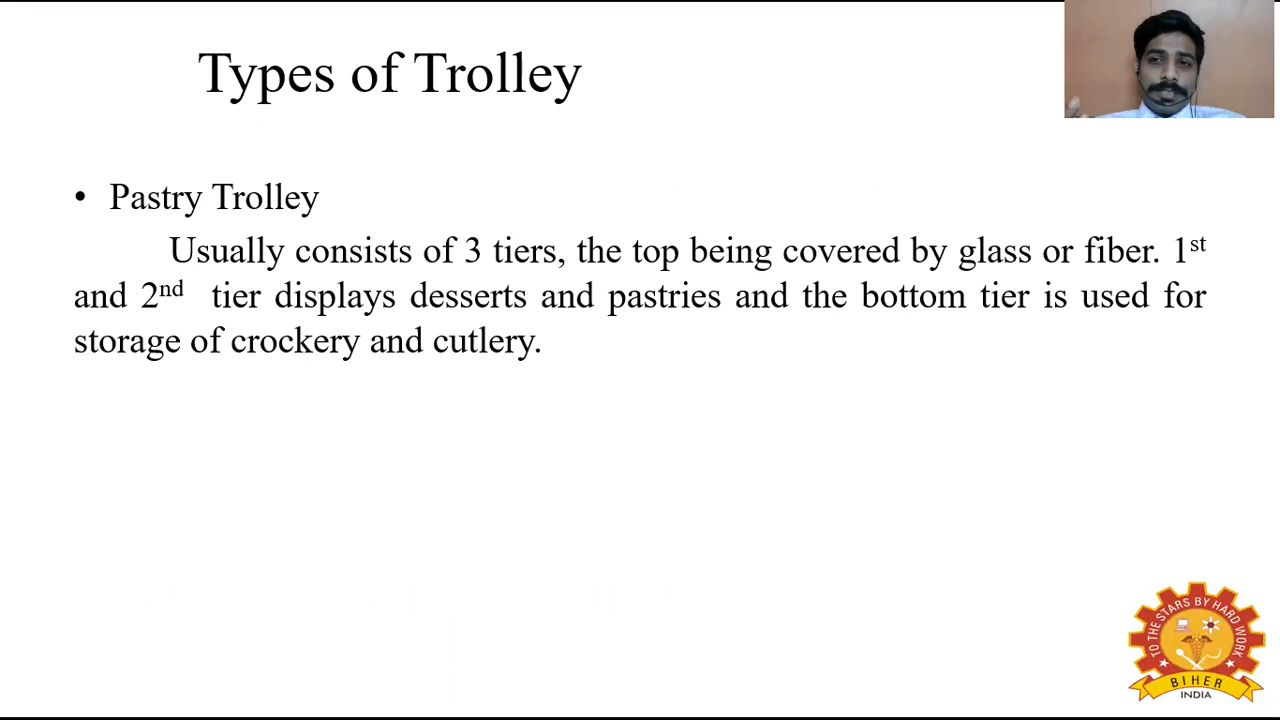 Types of Trolley
• Pastry Trolley
Usually consists of 3 tiers, the top being covered by glass or fiber. 1st
and 2nd tier displays desserts and pastries and the bottom tier is used for
storage of crockery and cutlery.
TO THE STARS BY HARD WORK
BIHER
INDIA